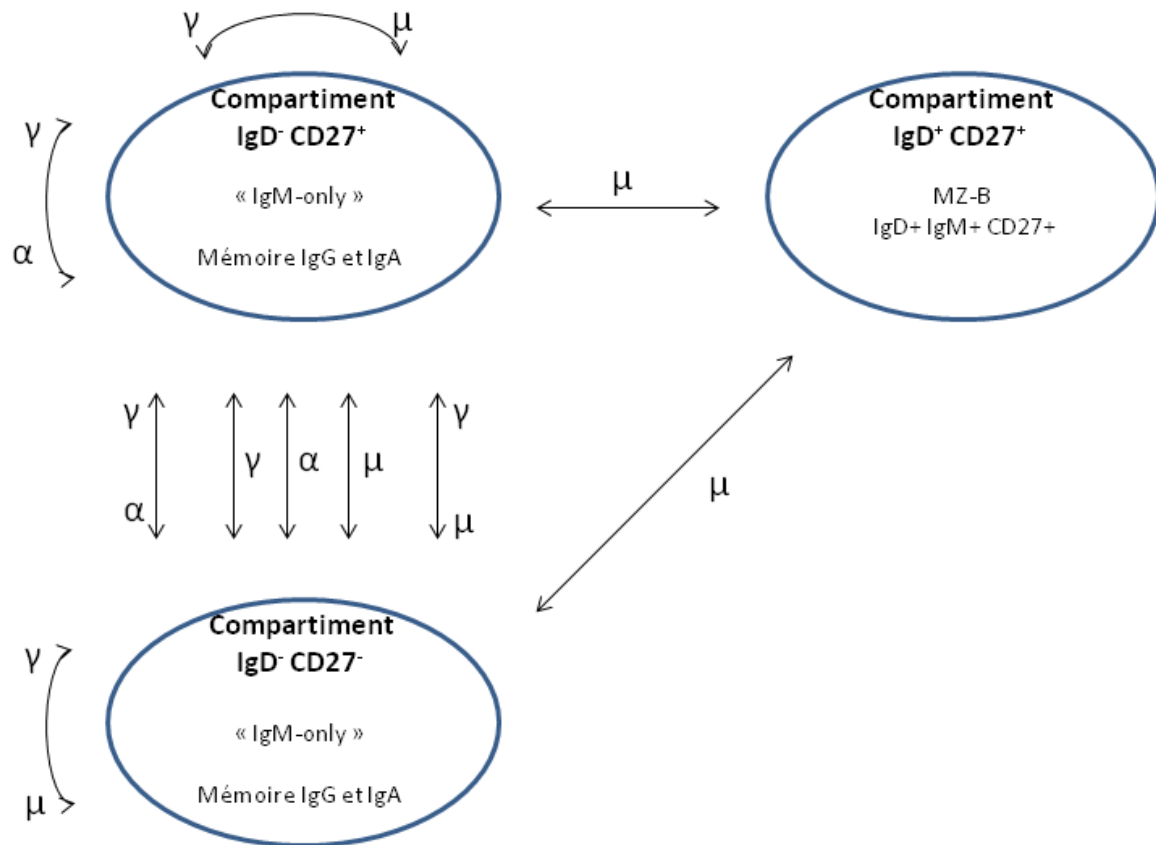 γ μ
Compartiment
IgD⁻ CD27⁺
« IgM-only »
Mémoire IgG et IgA
γ
α
μ
Compartiment
IgD⁺ CD27⁺
MZ-B
IgD+ IgM+ CD27+
γ γ
γ α μ
α μ
μ
Compartiment
IgD⁻ CD27⁻
« IgM-only »
Mémoire IgG et IgA
γ
μ